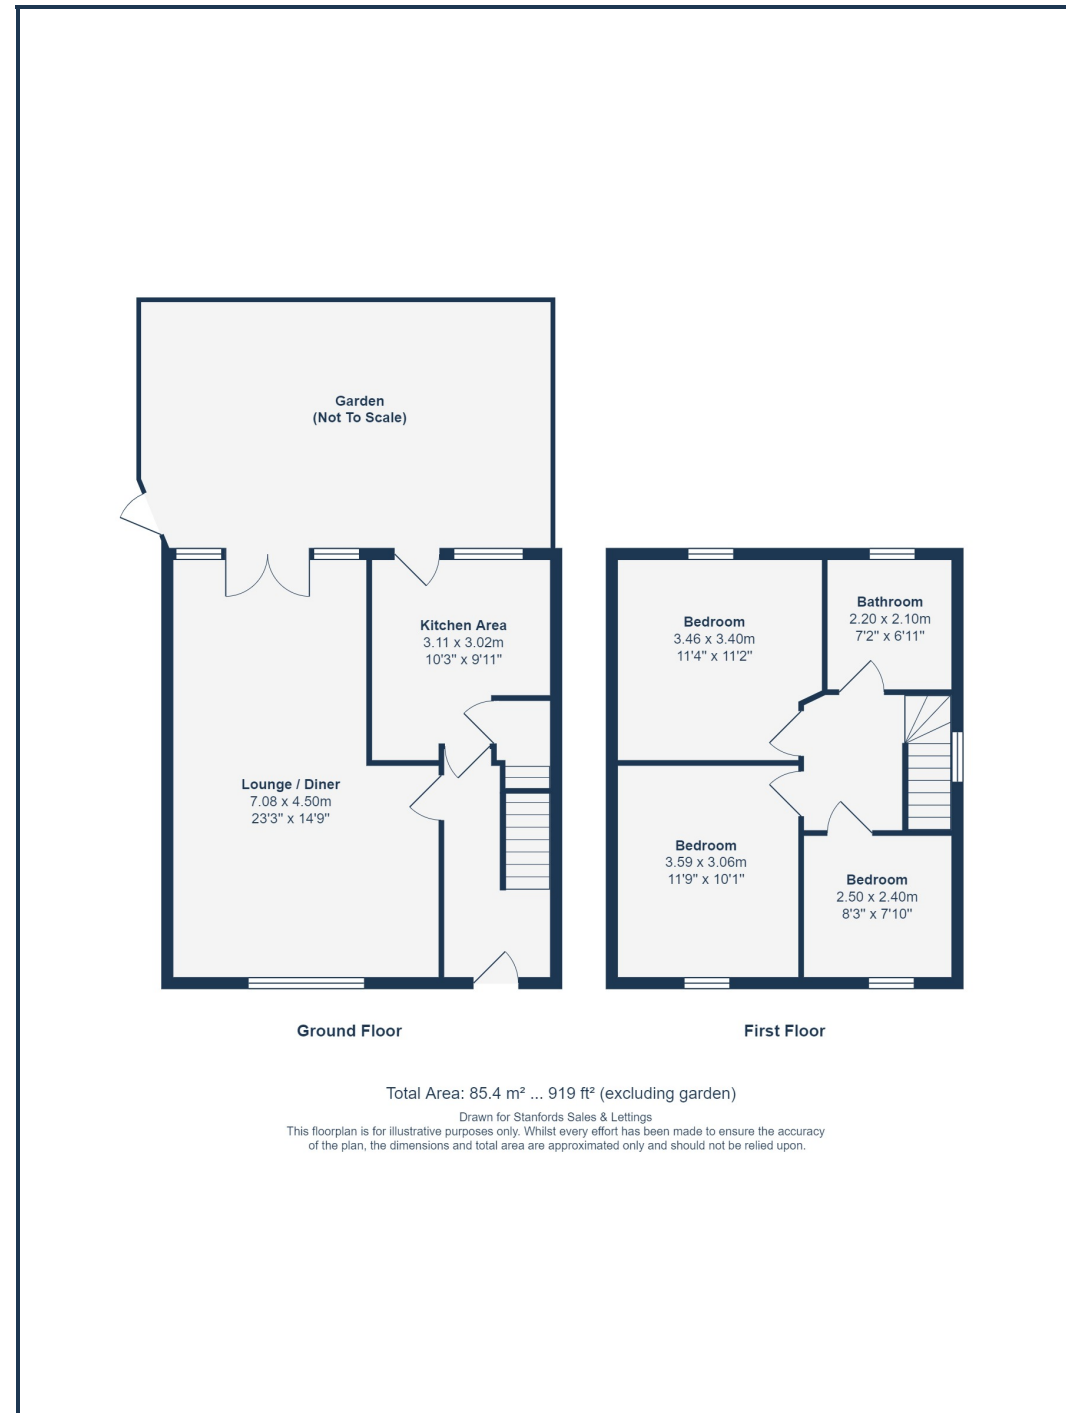 Garden
(Not To Scale)
Kitchen Area
3.11 x 3.02m
10'3" x 9'11"
Lounge / Diner
7.08 x 4.50m
23'3" x 14'9"
Ground Floor
Bedroom
3.46 x 3.40m
11'4" x 11'2"
Bathroom
2.20 x 2.10m
7'2" x 6'11"
Bedroom
3.59 x 3.06m
11'9" x 10'1"
Bedroom
2.50 x 2.40m
8'3" x 7'10"
First Floor
Total Area: 85.4 m² ... 919 ft² (excluding garden)
Drawn for Stanfords Sales & Lettings
This floorplan is for illustrative purposes only. Whilst every effort has been made to ensure the accuracy
of the plan, the dimensions and total area are approximated only and should not be relied upon.